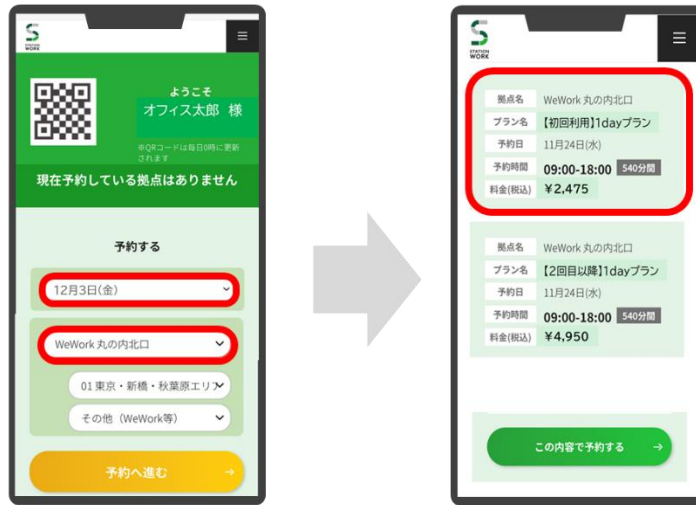 STATION
WORK
ようこそ
オフィス太郎 様
※QRコードは毎日0時に更新
されます
現在予約している拠点はありません
予約する
12月3日(金)
WeWork 丸の内北口
01 東京・新橋・秋葉原エリア
その他（WeWork等）
予約へ進む →
STATION
WORK
拠点名 WeWork 丸の内北口
プラン名 【初回利用】1dayプラン
予約日 11月24日(水)
予約時間 09:00-18:00 540分間
料金(税込) ¥2,475
拠点名 WeWork 丸の内北口
プラン名 【2回目以降】1dayプラン
予約日 11月24日(水)
予約時間 09:00-18:00 540分間
料金(税込) ¥4,950
この内容で予約する →